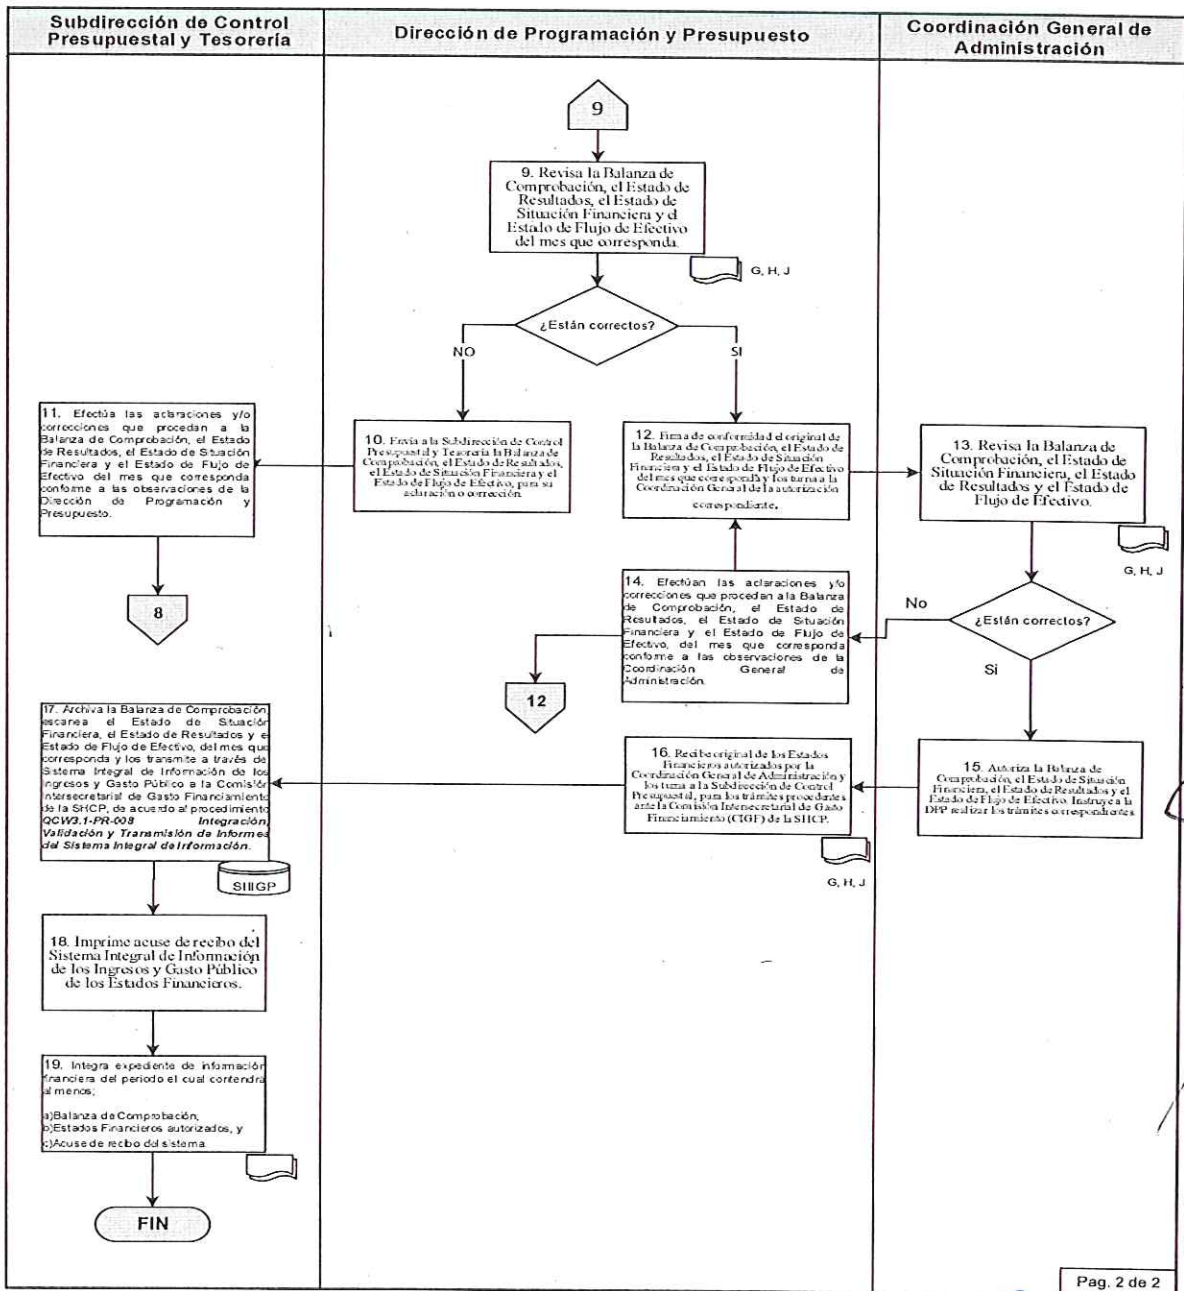 Subdirección de Control
Presupuestal y Tesorería
Dirección de Programación y Presupuesto
Coordinación General de
Administración
9
9. Revisa la Balanza de
Comprobación, el Estado de
Resultados, el Estado de
Situación Financiera y el
Estado de Flujo de Efectivo
del mes que corresponda.
G, H, J
¿Están correctos?
NO
SI
11. Efectúa las aclaraciones y/o
correcciones que procedan a la
Balanza de Comprobación, el Estado
de Resultados, el Estado de Situación
Financiera y el Estado de Flujo de
Efectivo del mes que corresponda
conforme a las observaciones de la
Dirección de Programación y
Presupuesto.
10. Envía a la Subdirección de Control
Presupuestal y Tesorería la Balanza de
Comprobación, el Estado de Resultados,
el Estado de Situación Financiera y el
Estado de Flujo de Efectivo, para su
aclaración o corrección.
12. Firma de conformidad el original de
la Balanza de Comprobación, el Estado de
Resultados, el Estado de Situación
Financiera y el Estado de Flujo de Efectivo
del mes que corresponda y los turna a la
Coordinación General de la autorización
correspondiente.
13. Revisa la Balanza de
Comprobación, el Estado de
Situación Financiera, el Estado
de Resultados y el Estado de
Flujo de Efectivo.
G, H, J
8
14. Efectúan las aclaraciones y/o
correcciones que procedan a la Balanza
de Comprobación, el Estado de
Resultados, el Estado de Situación
Financiera y el Estado de Flujo de
Efectivo, del mes que corresponda
conforme a las observaciones de la
Coordinación General de
Administración.
No
¿Están correctos?
Si
12
17. Archiva la Balanza de Comprobación
escanea el Estado de Situación
Financiera, el Estado de Resultados y e
Estado de Flujo de Efectivo, del mes que
corresponda y los transmite a través de
Sistema Integral de Información de los
Ingresos y Gasto Público a la Comisión
Intersecretarial de Gasto Financiamiento
de la SHCP, de acuerdo al procedimiento
QCW3.1-PR-008 Integración,
Validación y Transmisión de Informes
del Sistema Integral de Información.
SIIIGP
16. Recibe original de los Estados
Financieros autorizados por la
Coordinación General de Administración y
los turna a la Subdirección de Control
Presupuestal, para los trámites procedentes
ante la Comisión Intersecretarial de Gasto
Financiamiento (CIGF) de la SHCP.
G, H, J
15. Autoriza la Balanza de
Comprobación, el Estado de Situación
Financiera, el Estado de Resultados y el
Estado de Flujo de Efectivo. Instruye a la
DPP realizar los trámites correspondientes
18. Imprime acuse de recibo del
Sistema Integral de Información
de los Ingresos y Gasto Público
de los Estados Financieros.
19. Integra expediente de información
financiera del periodo el cual contendrá
al menos;
a)Balanza de Comprobación,
b)Estados Financieros autorizados, y
c)Acuse de recibo del sistema.
FIN
Pag. 2 de 2